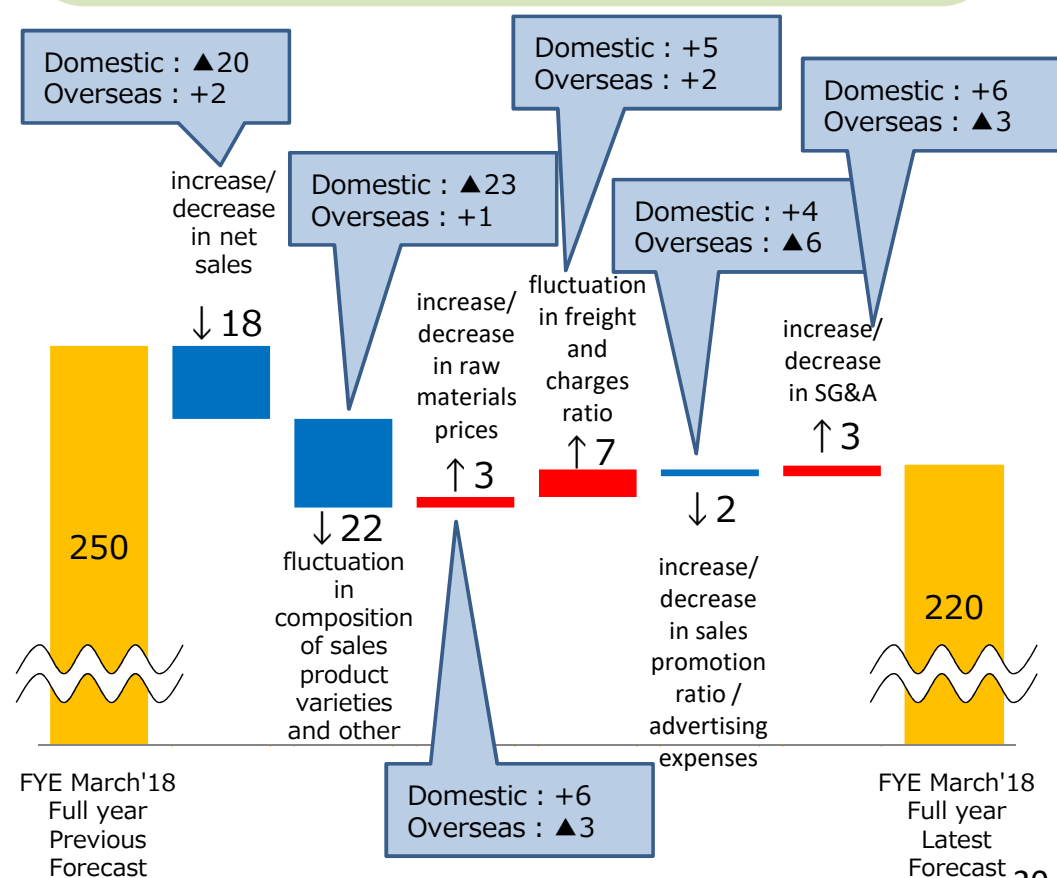 Domestic : ▲20
Overseas : +2
Domestic : +5
Overseas : +2
Domestic : +6
Overseas : ▲3
Domestic : ▲23
Overseas : +1
Domestic : +4
Overseas : ▲6
increase/
decrease
in net
sales
↓ 18
increase/
decrease
in raw
materials
prices
↑ 3
fluctuation
in freight
and
charges
ratio
↑ 7
increase/
decrease
in SG&A
↑ 3
250
↓ 22
fluctuation
in
composition
of sales
product
varieties
and other
↓ 2
increase/
decrease
in sales
promotion
ratio /
advertising
expenses
220
Domestic : +6
Overseas : ▲3
FYE March'18
Full year
Previous
Forecast
FYE March'18
Full year
Latest
Forecast